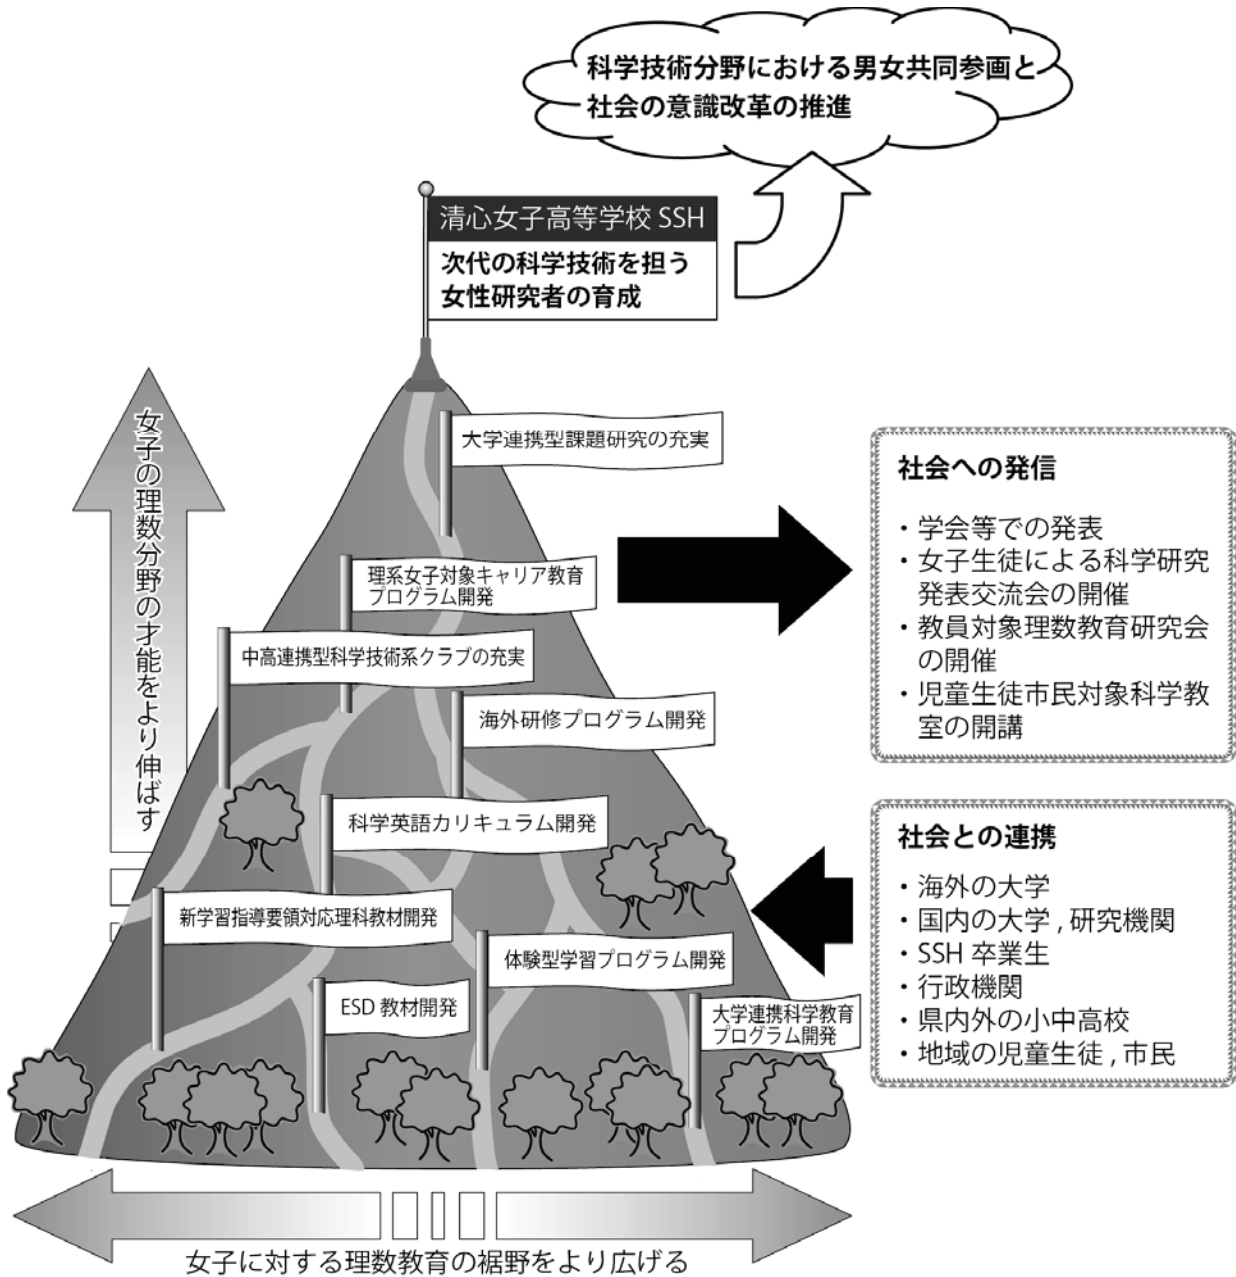 科学技術分野における男女共同参画と
社会の意識改革の推進
清心女子高等学校 SSH
次代の科学技術を担う
女性研究者の育成
女子の理数分野の才能をより伸ばす
大学連携型課題研究の充実
理系女子対象キャリア教育
プログラム開発
中高連携型科学技術系クラブの充実
海外研修プログラム開発
科学英語カリキュラム開発
新学習指導要領対応理科教材開発
体験型学習プログラム開発
ESD 教材開発
大学連携科学教育
プログラム開発
社会への発信
・学会等での発表
・女子生徒による科学研究
発表交流会の開催
・教員対象理数教育研究会
の開催
・児童生徒市民対象科学教
室の開講
社会との連携
・海外の大学
・国内の大学 , 研究機関
・SSH 卒業生
・行政機関
・県内外の小中高校
・地域の児童生徒 , 市民
女子に対する理数教育の裾野をより広げる